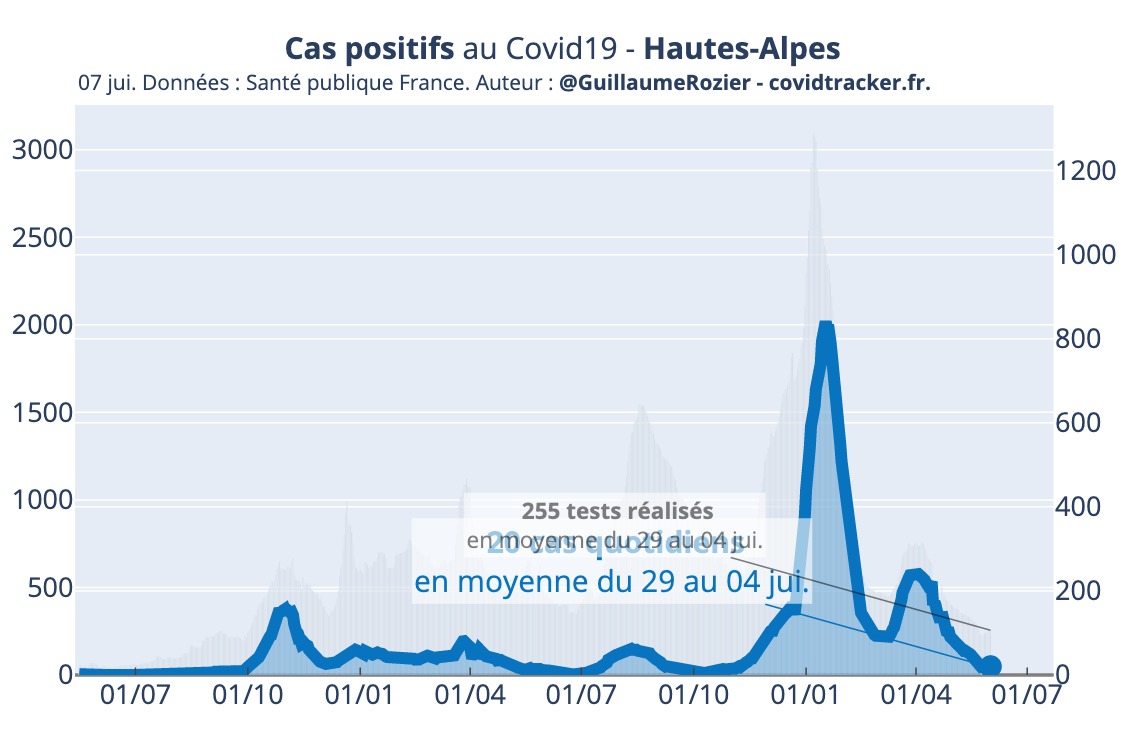 Cas positifs au Covid19 - Hautes-Alpes
07 jui. Données : Santé publique France. Auteur : @GuillaumeRozier - covidtracker.fr.
3000
2500
2000
1500
1000
500
0
1200
1000
800
600
400
200
0
255 tests réalisés
en moyenne du 29 au 04 jui.
20 cas quotidiens
en moyenne du 29 au 04 jui.
01/07 01/10 01/01 01/04 01/07 01/10 01/01 01/04 01/07